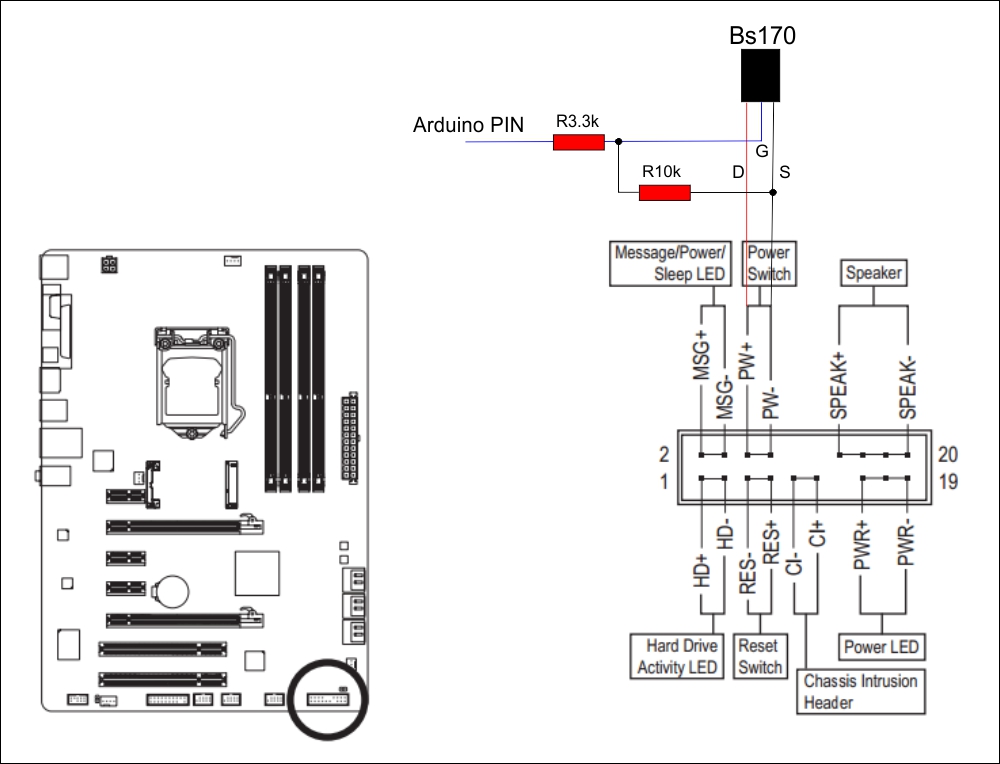 Bs170
Arduino PIN
R3.3k
G
R10k
D
S
Message/Power/
Sleep LED
Power
Switch
Speaker
MSG+
MSG-
PW+
PW-
SPEAK+
SPEAK-
2
20
1
19
HD+
HD-
RES-
RES+
CI-
CI+
PWR+
PWR-
Hard Drive
Activity LED
Reset
Switch
Power LED
Chassis Intrusion
Header